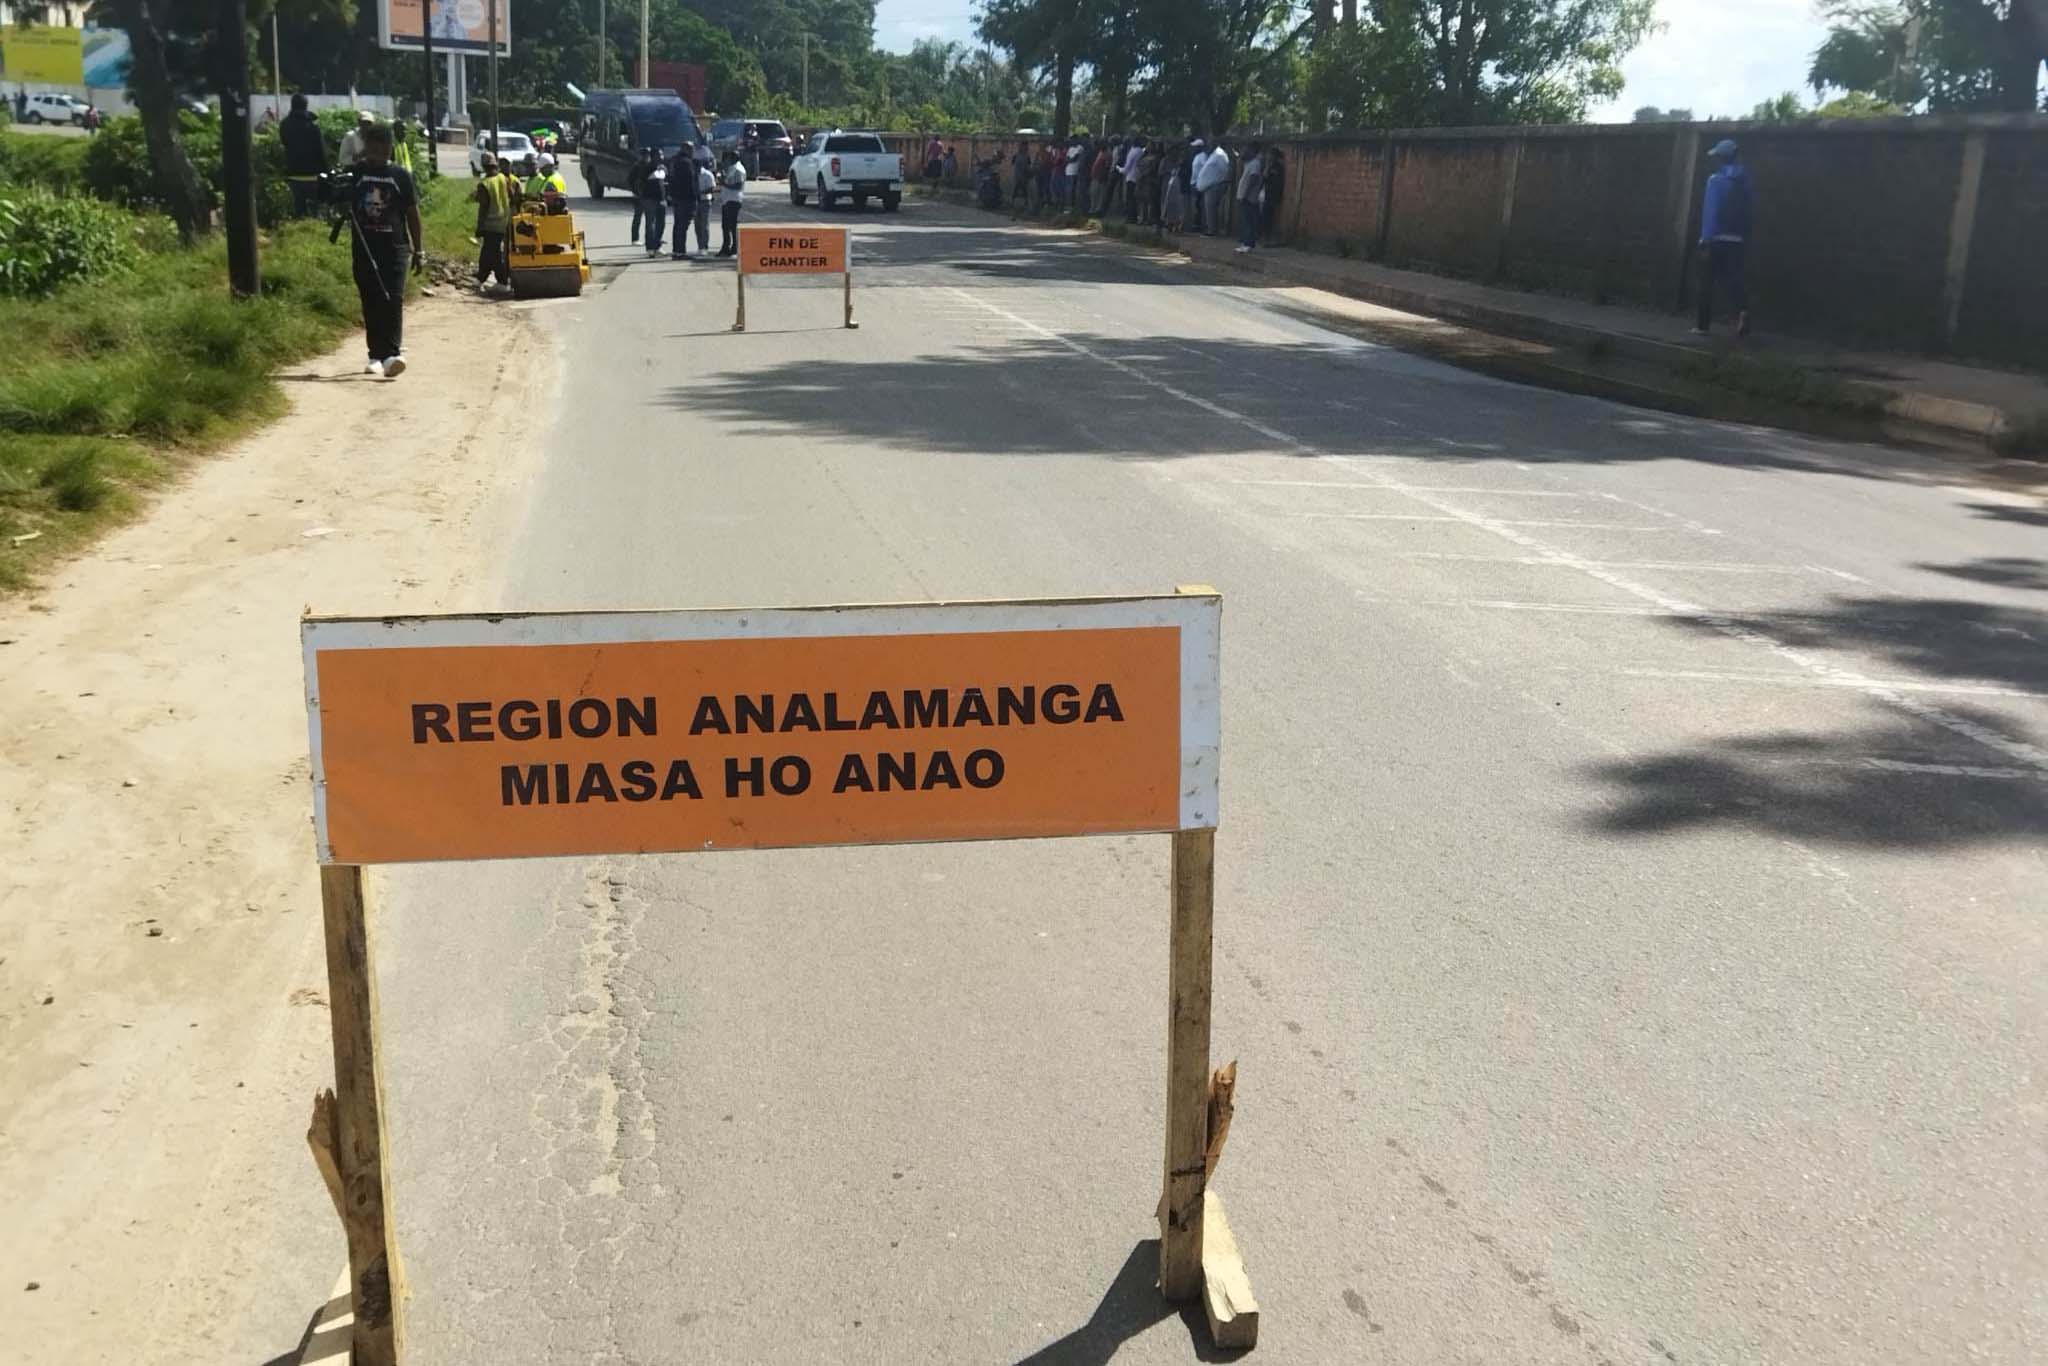 FIN DE
CHANTIER
REGION ANALAMANGA
MIASA HO ANAO